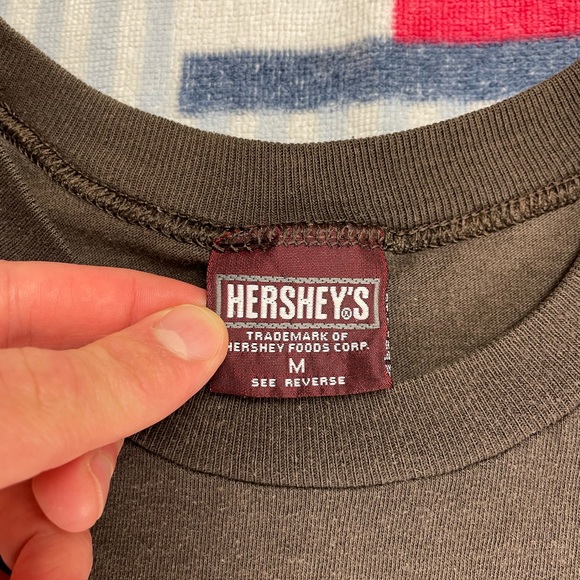 HERSHEY'S®
TRADEMARK OF
HERSHEY FOODS CORP.
M
SEE REVERSE